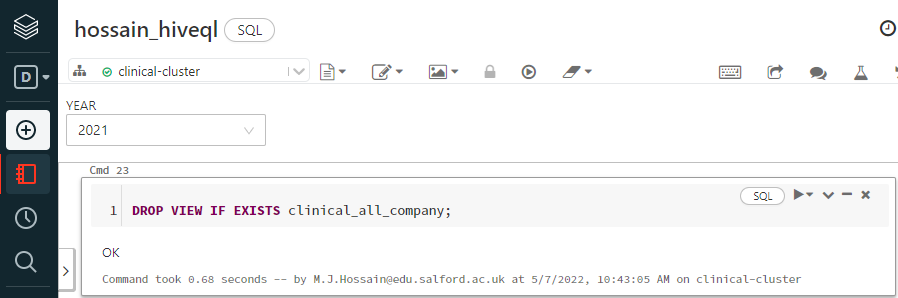 hossain_hiveql SQL
D
clinical-cluster
YEAR
2021
Cmd 23
SQL
1 DROP VIEW IF EXISTS clinical_all_company;
OK
Command took 0.68 seconds -- by M.J.Hossain@edu.salford.ac.uk at 5/7/2022, 10:43:05 AM on clinical-cluster